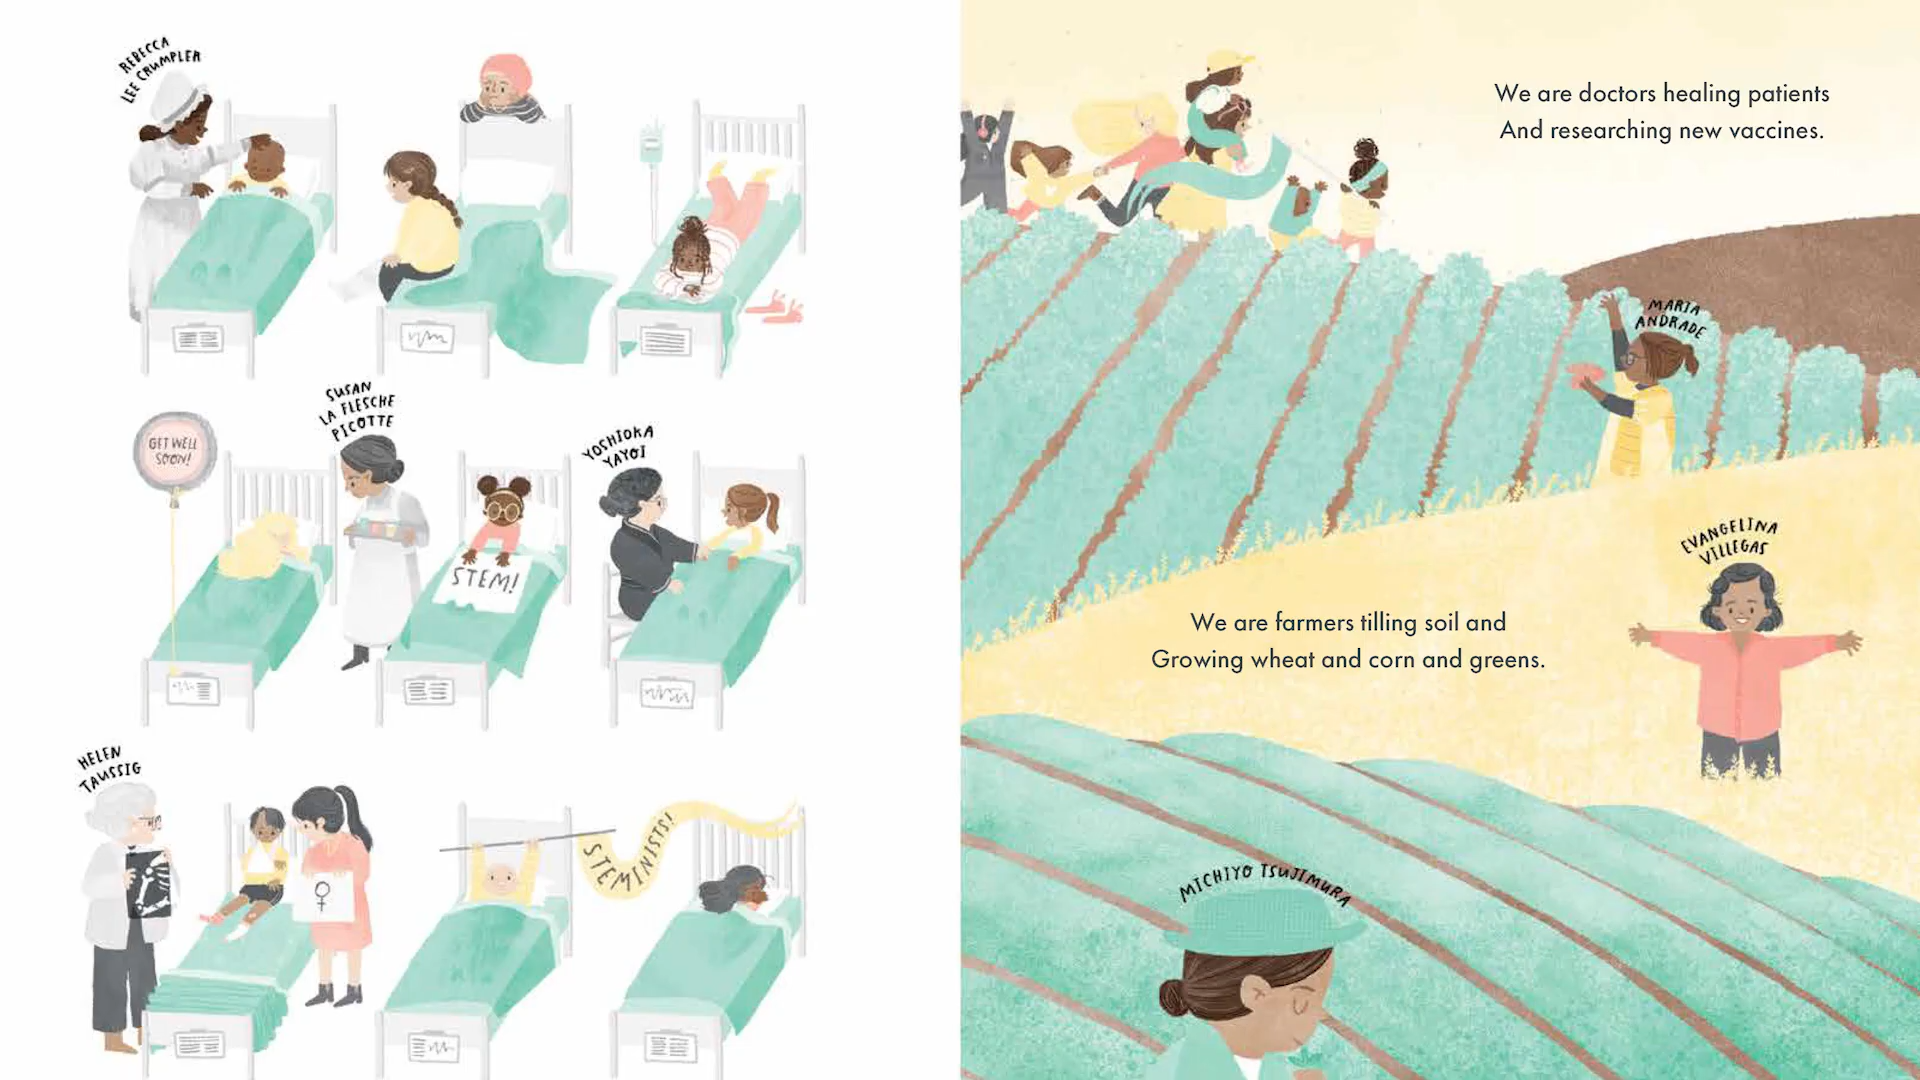 REBECCA
LEE CRUMPLER
GET WELL
SOON!
SUSAN
LA FLESCHE
PICOTTE
STEM!
YOSHIOKA
YAYOI
HELEN
TAUSSIG
STEMINISTS!
We are doctors healing patients
And researching new vaccines.
MARIA
ANDRADE
EVANGELINA
VILLEGAS
We are farmers tilling soil and
Growing wheat and corn and greens.
MICHIYO TSUJIMURA